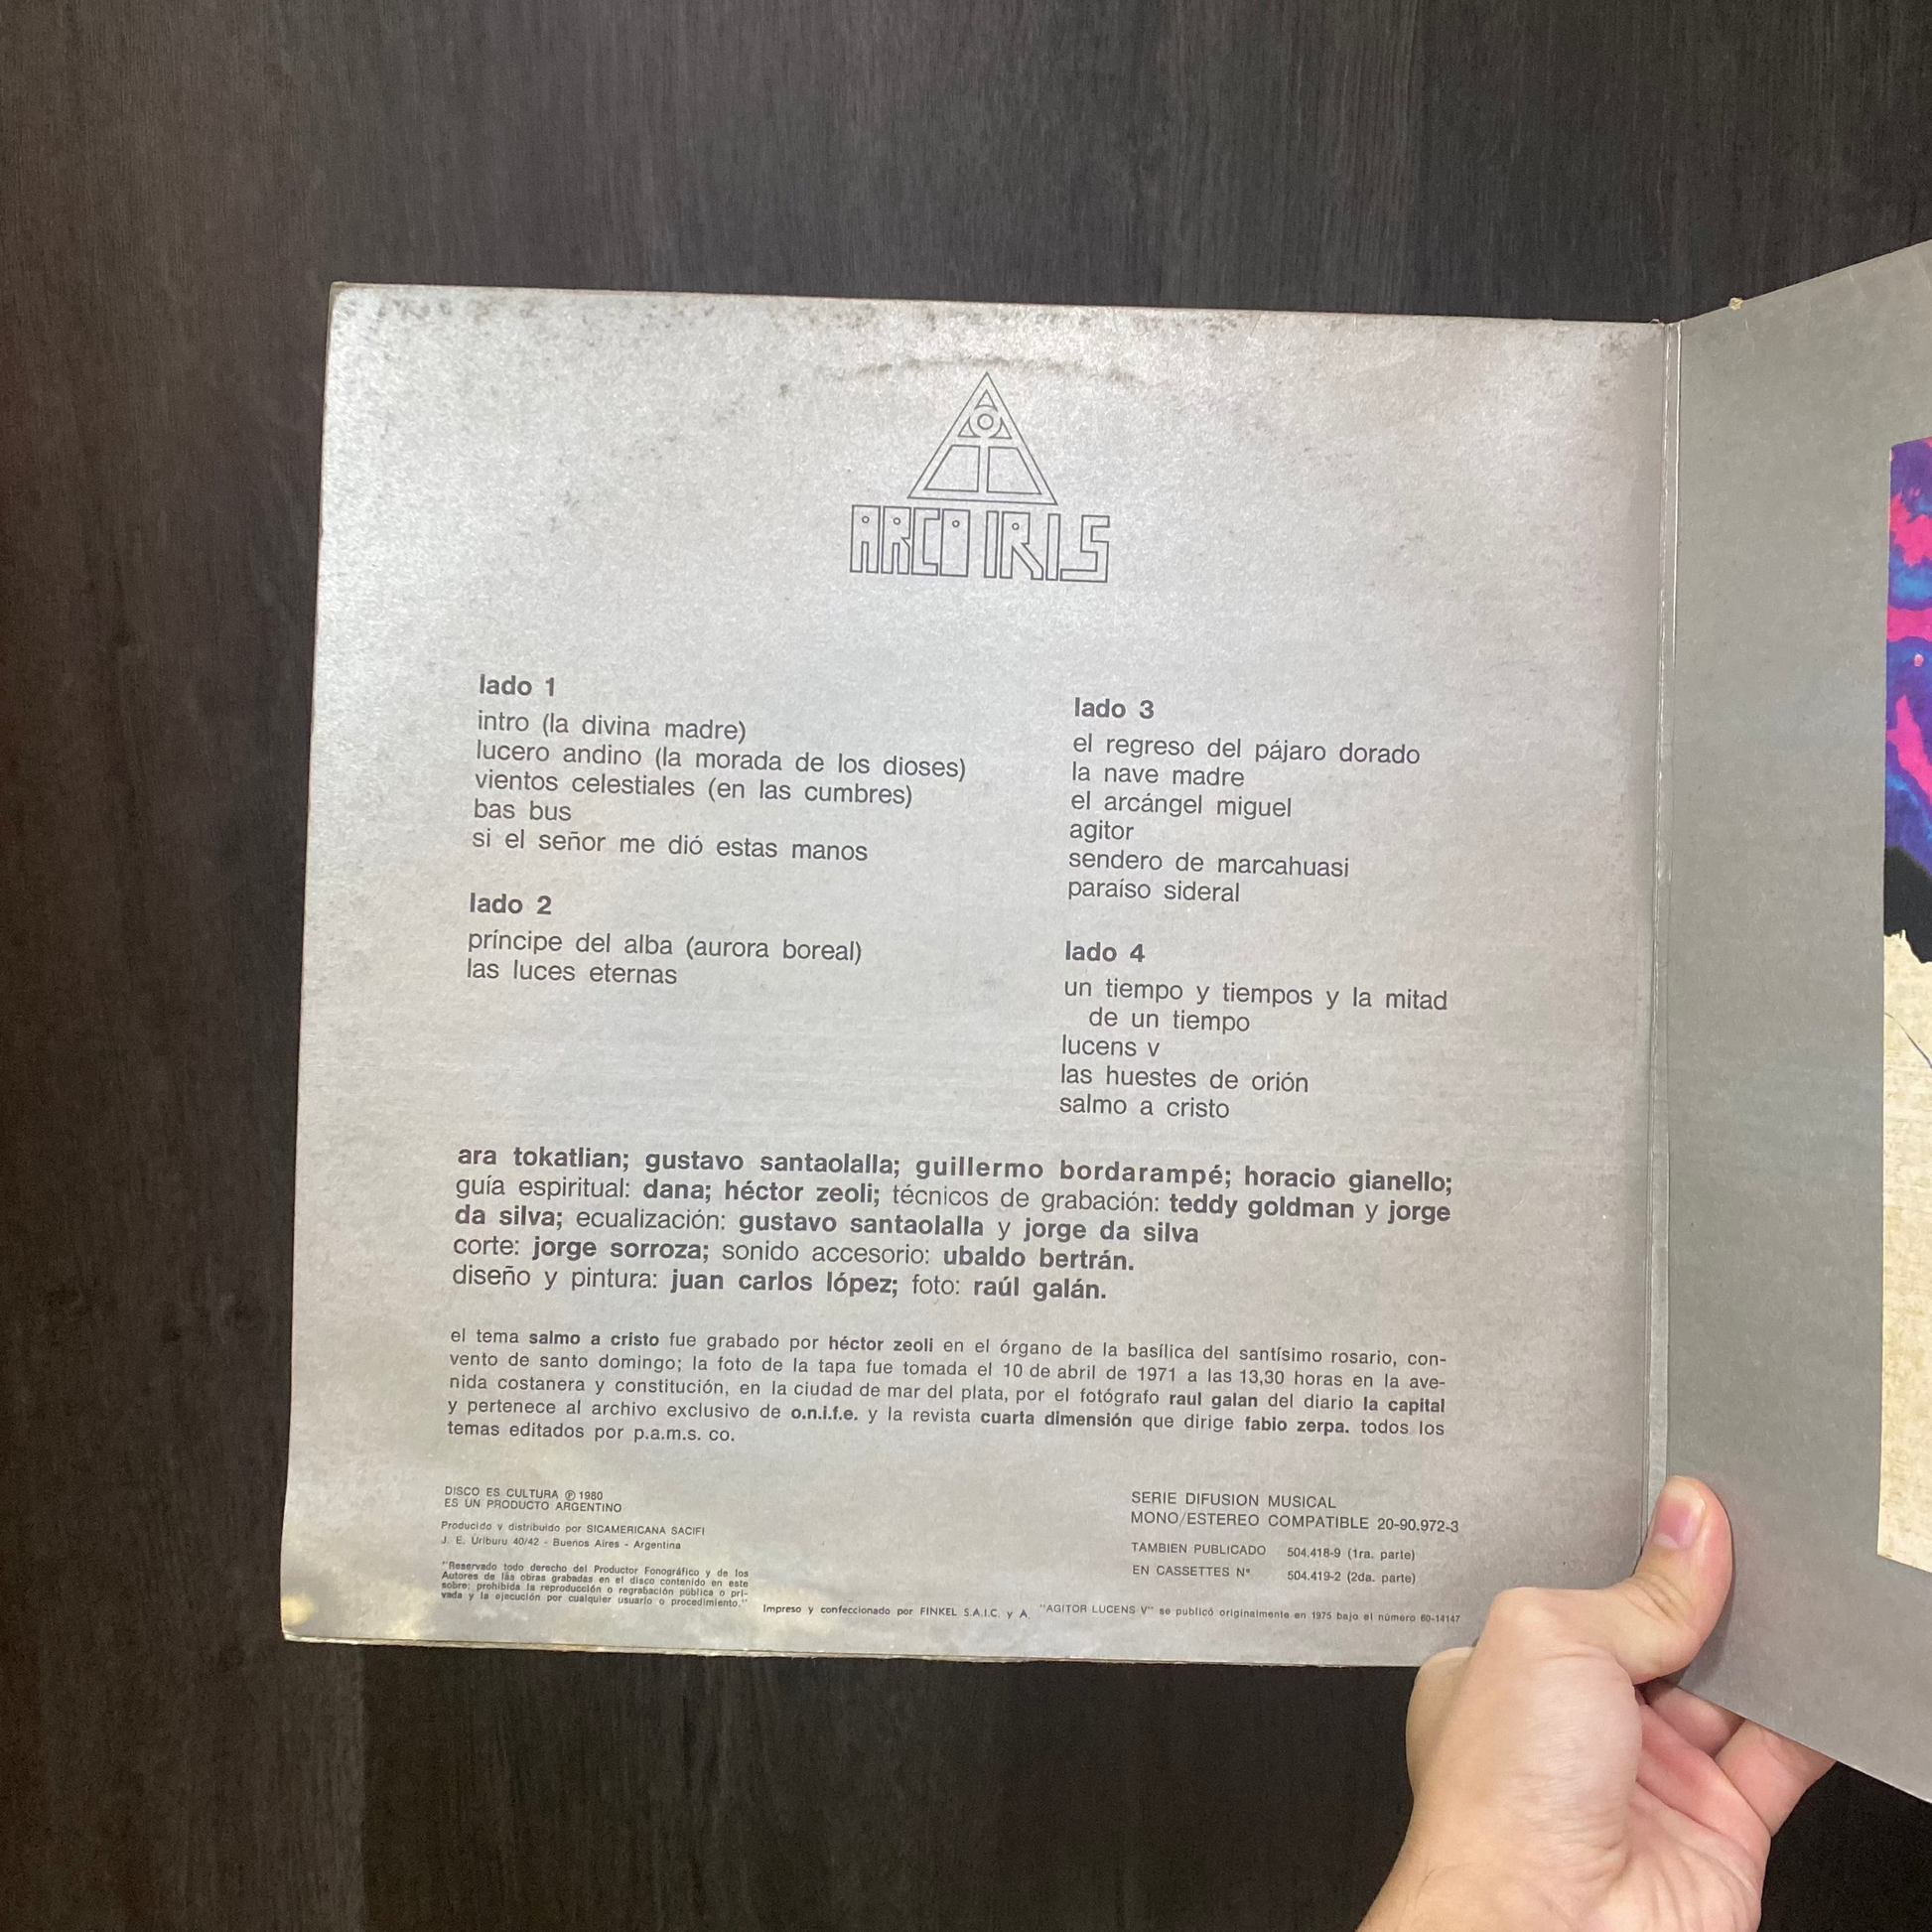 ARCO IRIS
lado 1
intro (la divina madre)
lucero andino (la morada de los dioses)
vientos celestiales (en las cumbres)
bas bus
si el señor me dió estas manos
lado 2
príncipe del alba (aurora boreal)
las luces eternas
lado 3
el regreso del pájaro dorado
la nave madre
el arcángel miguel
agitor
sendero de marcahuasi
paraíso sideral
lado 4
un tiempo y tiempos y la mitad
de un tiempo
lucens v
las huestes de orión
salmo a cristo
ara tokatlian; gustavo santaolalla; guillermo bordarampé; horacio gianello;
guía espiritual: dana; héctor zeoli; técnicos de grabación: teddy goldman y jorge
da silva; ecualización: gustavo santaolalla y jorge da silva
corte: jorge sorroza; sonido accesorio: ubaldo bertrán.
diseño y pintura: juan carlos lópez; foto: raúl galán.
el tema salmo a cristo fue grabado por héctor zeoli en el órgano de la basílica del santísimo rosario, con-
vento de santo domingo; la foto de la tapa fue tomada el 10 de abril de 1971 a las 13,30 horas en la ave-
nida costanera y constitución, en la ciudad de mar del plata, por el fotógrafo raul galan del diario la capital
y pertenece al archivo exclusivo de o.n.i.f.e. y la revista cuarta dimensión que dirige fabio zerpa. todos los
temas editados por p.a.m.s. co.
DISCO ES CULTURA ℗ 1980
ES UN PRODUCTO ARGENTINO
Producido y distribuido por SICAMERICANA SACIFI
J. E. Uriburu 40/42 - Buenos Aires - Argentina
"Reservado todo derecho del Productor Fonográfico y de los
Autores de las obras grabadas en el disco contenido en este
sobre; prohibida la reproducción o regrabación pública o pri-
vada y la ejecución por cualquier usuario o procedimiento."
SERIE DIFUSION MUSICAL
MONO/ESTEREO COMPATIBLE 20-90.972-3
TAMBIEN PUBLICADO 504.418-9 (1ra. parte)
EN CASSETTES Nº 504.419-2 (2da. parte)
Impreso y confeccionado por FINKEL S.A.I.C. y A. "AGITOR LUCENS V" se publicó originalmente en 1975 bajo el número 60-14147